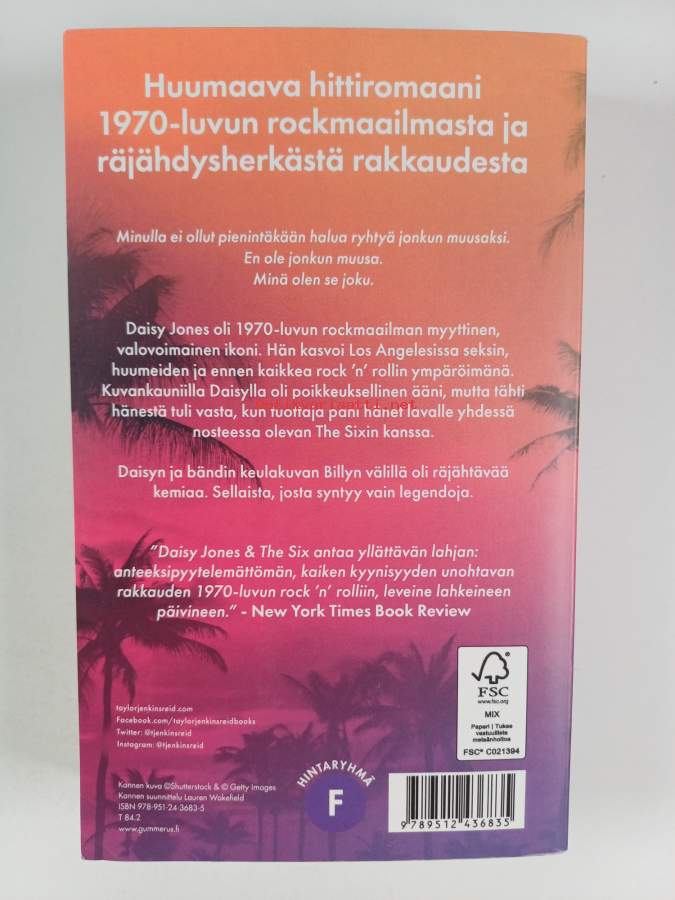 Huumaava hittiromaani
1970-luvun rockmaailmasta ja
räjähdysherkästä rakkaudesta
Minulla ei ollut pienintäkään halua ryhtyä jonkun muusaksi.
En ole jonkun muusa.
Minä olen se joku.
Daisy Jones oli 1970-luvun rockmaailman myyttinen,
valovoimainen ikoni. Hän kasvoi Los Angelesissa seksin,
huumeiden ja ennen kaikkea rock ’n’ rollin ympäröimänä.
Kuvankauniilla Daisylla oli poikkeuksellinen ääni, mutta tähti
hänestä tuli vasta, kun tuottaja pani hänet lavalle yhdessä
nosteessa olevan The Sixin kanssa.
Daisyn ja bändin keulakuvan Billyn välillä oli räjähtävää
kemiaa. Sellaista, josta syntyy vain legendoja.
”Daisy Jones & The Six antaa yllättävän lahjan:
anteeksipyytelemättömän, kaiken kyynisyyden unohtavan
rakkauden 1970-luvun rock ’n’ rolliin, leveine lahkeineen
päivineen.” - New York Times Book Review
taylorjenkinsreid.com
Facebook.com/taylorjenkinsreidbooks
Twitter: @tjenkinsreid
Instagram: @tjenkinsreid
Kannen kuva ©Shutterstock & © Getty Images
Kannen suunnittelu Lauren Wakefield
ISBN 978-951-24-3683-5
T 84.2
www.gummerus.fi
HINTARYHMÄ
F
FSC
www.fsc.org
MIX
Paperi | Tukee
vastuullista
metsänhoitoa
FSC® C021394
9 789512 436835